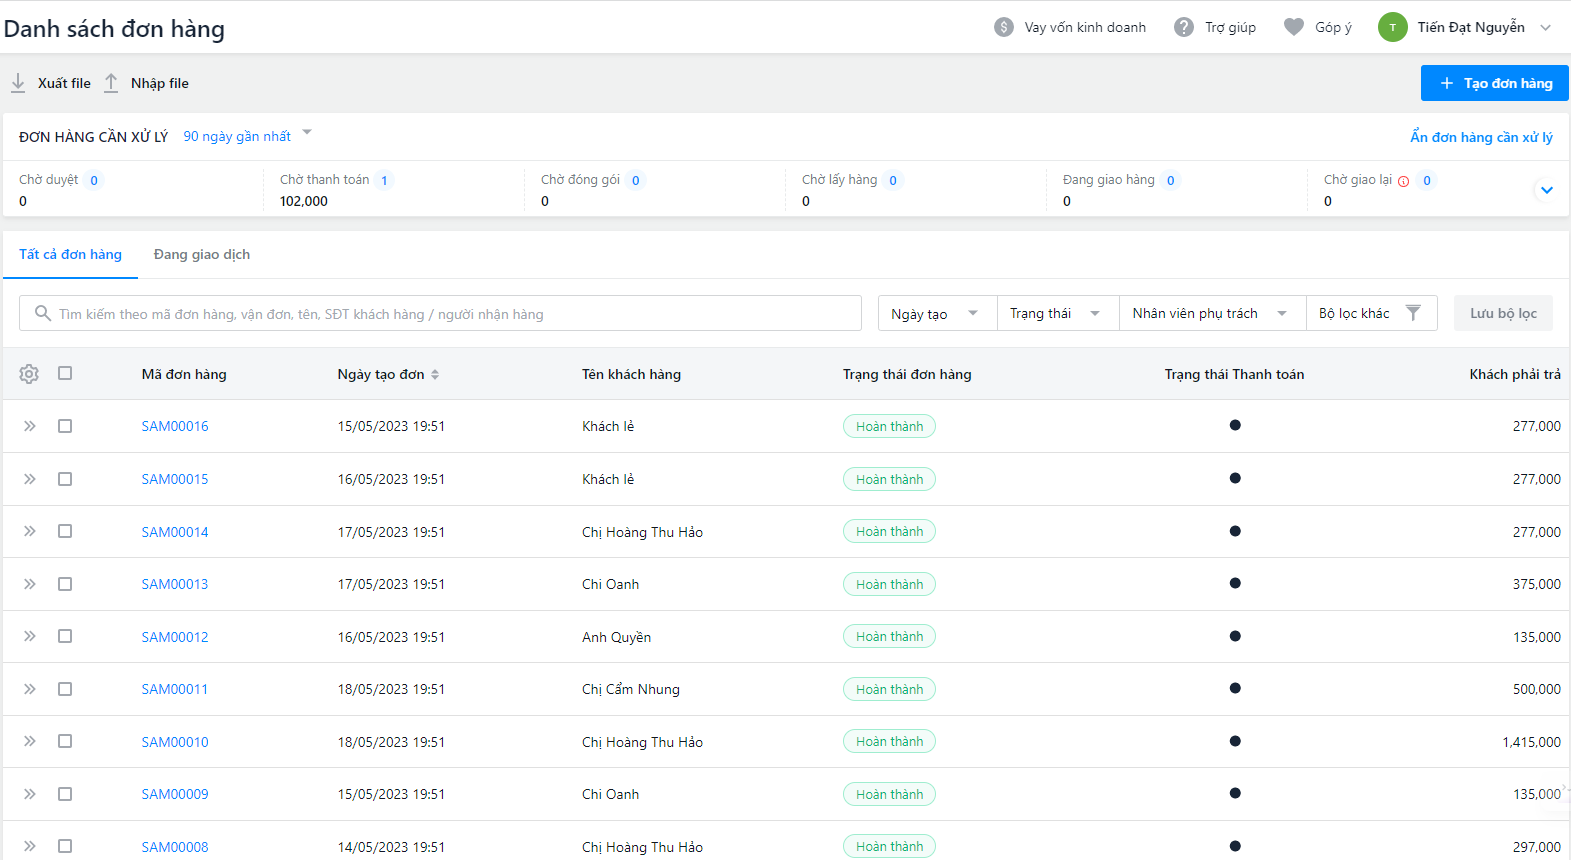 Danh sách đơn hàng
$ Vay vốn kinh doanh ? Trợ giúp Góp ý T Tiến Đạt Nguyễn
Xuất file Nhập file + Tạo đơn hàng
ĐƠN HÀNG CẦN XỬ LÝ 90 ngày gần nhất Ẩn đơn hàng cần xử lý
Chờ duyệt 0 Chờ thanh toán 1 Chờ đóng gói 0 Chờ lấy hàng 0 Đang giao hàng 0 Chờ giao lại 0
0 102,000 0 0 0 0
Tất cả đơn hàng Đang giao dịch
Tìm kiếm theo mã đơn hàng, vận đơn, tên, SĐT khách hàng / người nhận hàng Ngày tạo Trạng thái Nhân viên phụ trách Bộ lọc khác Lưu bộ lọc
Mã đơn hàng Ngày tạo đơn Tên khách hàng Trạng thái đơn hàng Trạng thái Thanh toán Khách phải trả
SAM00016 15/05/2023 19:51 Khách lẻ Hoàn thành 277,000
SAM00015 16/05/2023 19:51 Khách lẻ Hoàn thành 277,000
SAM00014 17/05/2023 19:51 Chị Hoàng Thu Hảo Hoàn thành 277,000
SAM00013 17/05/2023 19:51 Chi Oanh Hoàn thành 375,000
SAM00012 16/05/2023 19:51 Anh Quyền Hoàn thành 135,000
SAM00011 18/05/2023 19:51 Chị Cẩm Nhung Hoàn thành 500,000
SAM00010 18/05/2023 19:51 Chị Hoàng Thu Hảo Hoàn thành 1,415,000
SAM00009 15/05/2023 19:51 Chi Oanh Hoàn thành 135,000
SAM00008 14/05/2023 19:51 Chị Hoàng Thu Hảo Hoàn thành 297,000